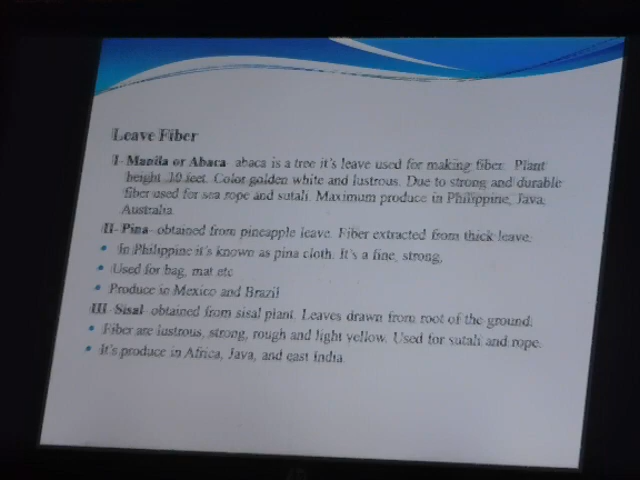 Leave Fiber
I- Manila or Abaca- abaca is a tree it's leave used for making fiber. Plant
height 10 feet. Color golden white and lustrous. Due to strong and durable
fiber used for sea rope and sutali. Maximum produce in Philippine, Java,
Australia
II- Pina- obtained from pineapple leave. Fiber extracted from thick leave.
• In Philippine it's known as pina cloth. It's a fine, strong,
• Used for bag, mat etc
• Produce in Mexico and Brazil
III- Sisal- obtained from sisal plant. Leaves drawn from root of the ground.
• Fiber are lustrous, strong, rough and light yellow. Used for sutali and rope.
• It's produce in Africa, Java, and east India.